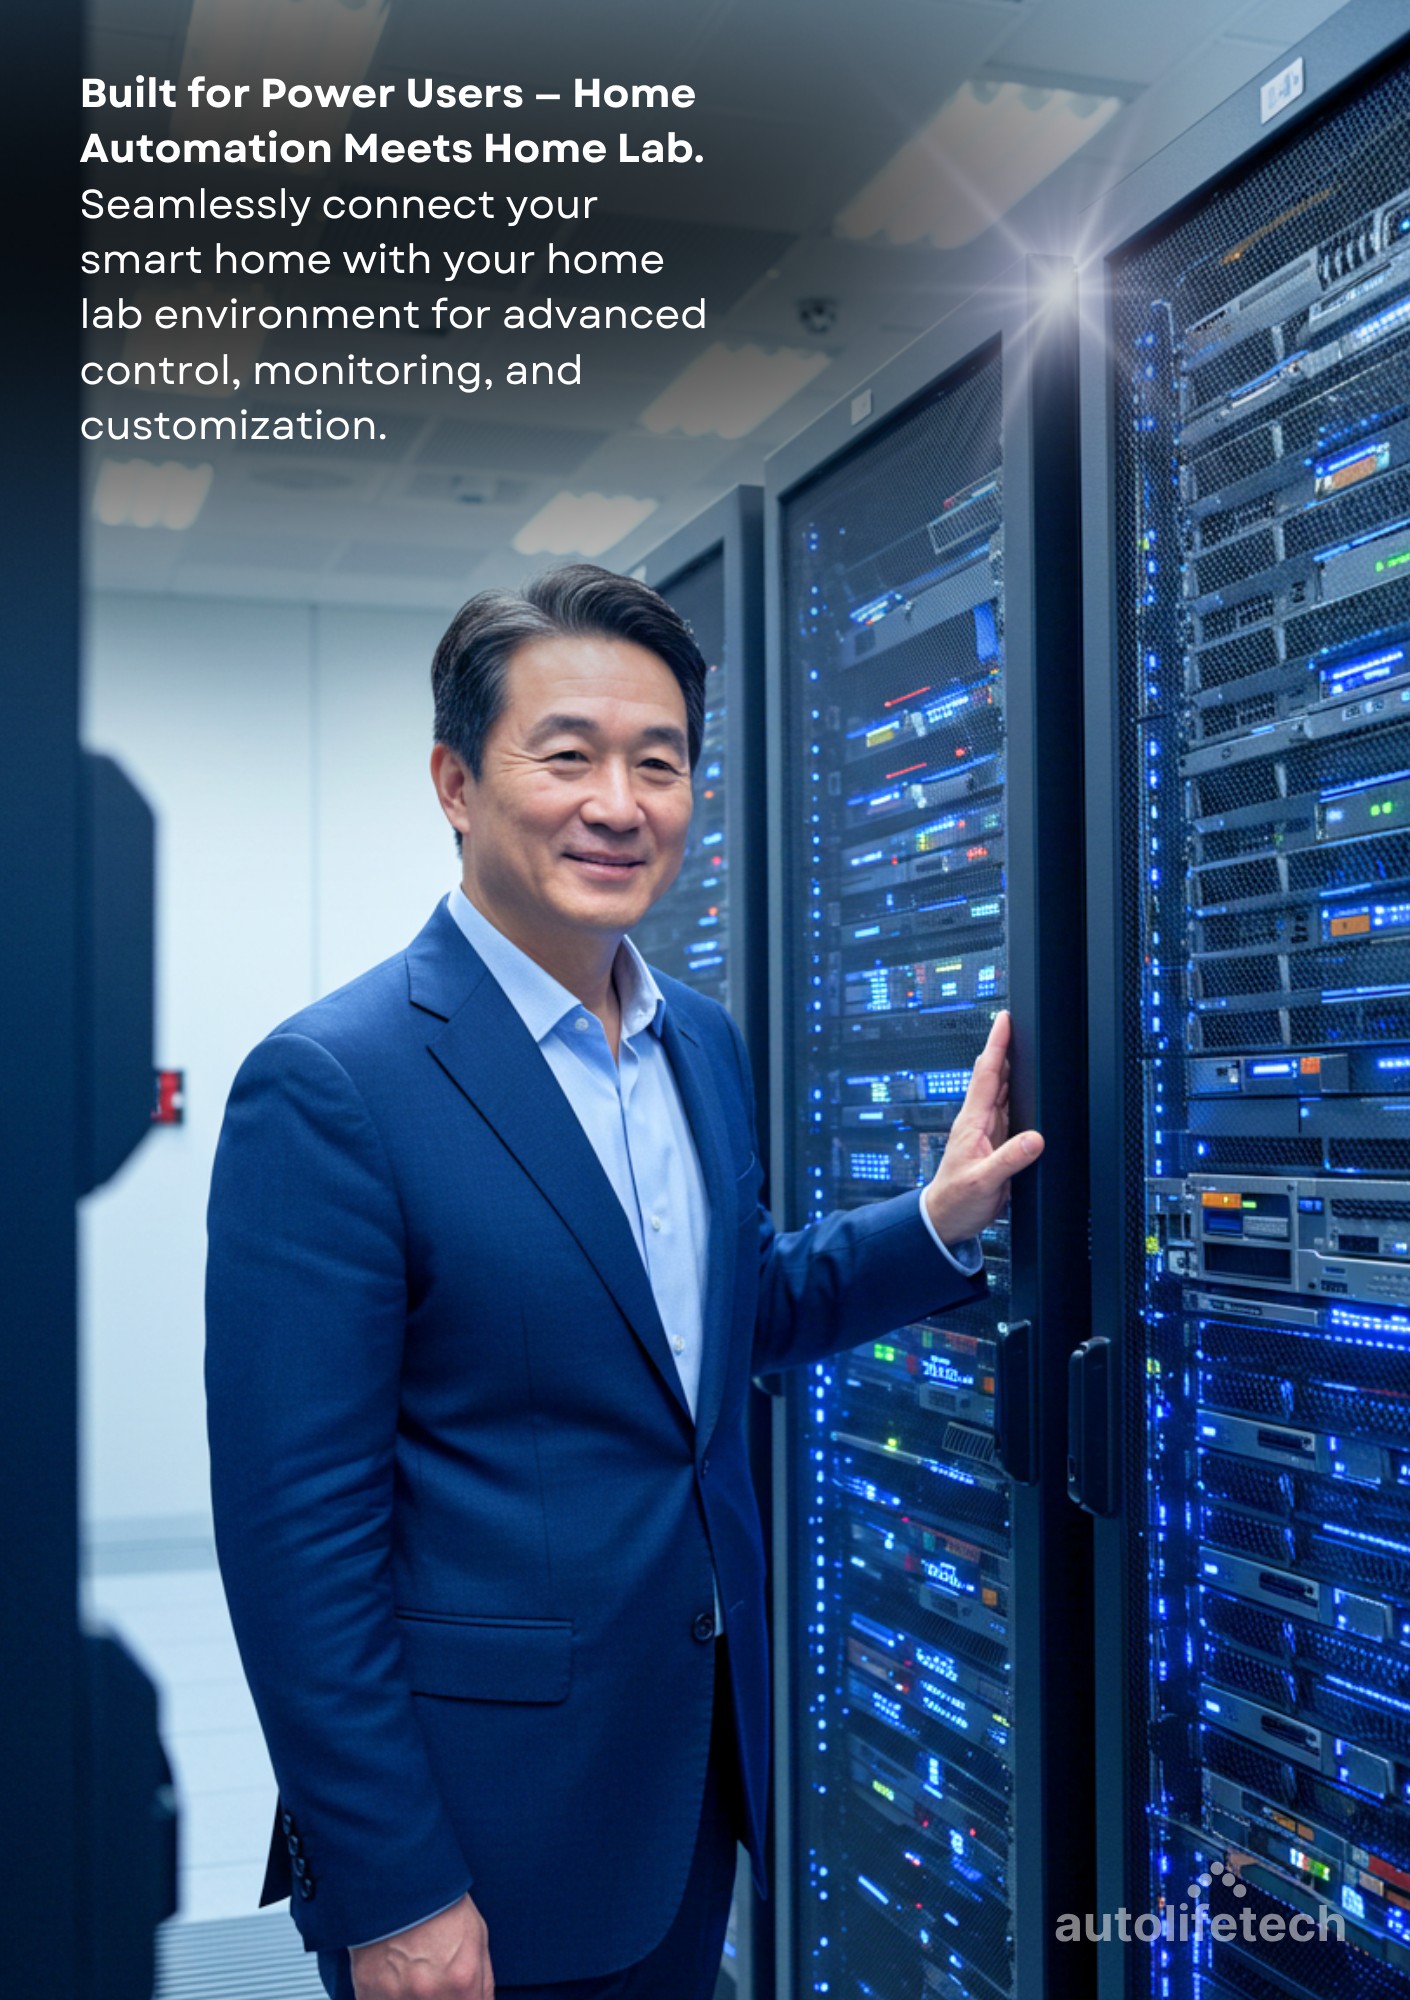 Built for Power Users – Home
Automation Meets Home Lab.
Seamlessly connect your
smart home with your home
lab environment for advanced
control, monitoring, and
customization.
autolifetech